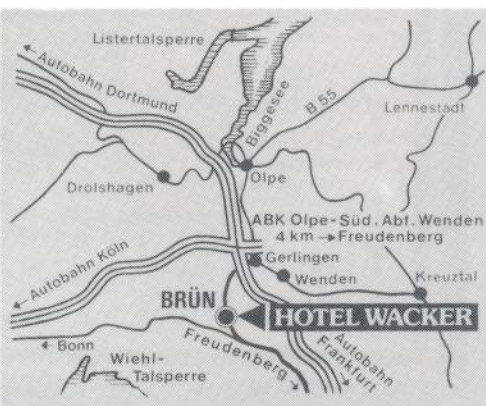 Listertalsperre
← Autobahn Dortmund
Biggesee
B 55
Lennestadt
Drolshagen
Olpe
ABK Olpe-Süd. Abf. Wenden
4 km → Freudenberg
← Autobahn Köln
Gerlingen
Wenden
Kreuztal
BRÜN
HOTEL WACKER
← Bonn
Freudenberg →
Autobahn
Frankfurt
Wiehl-
Talsperre